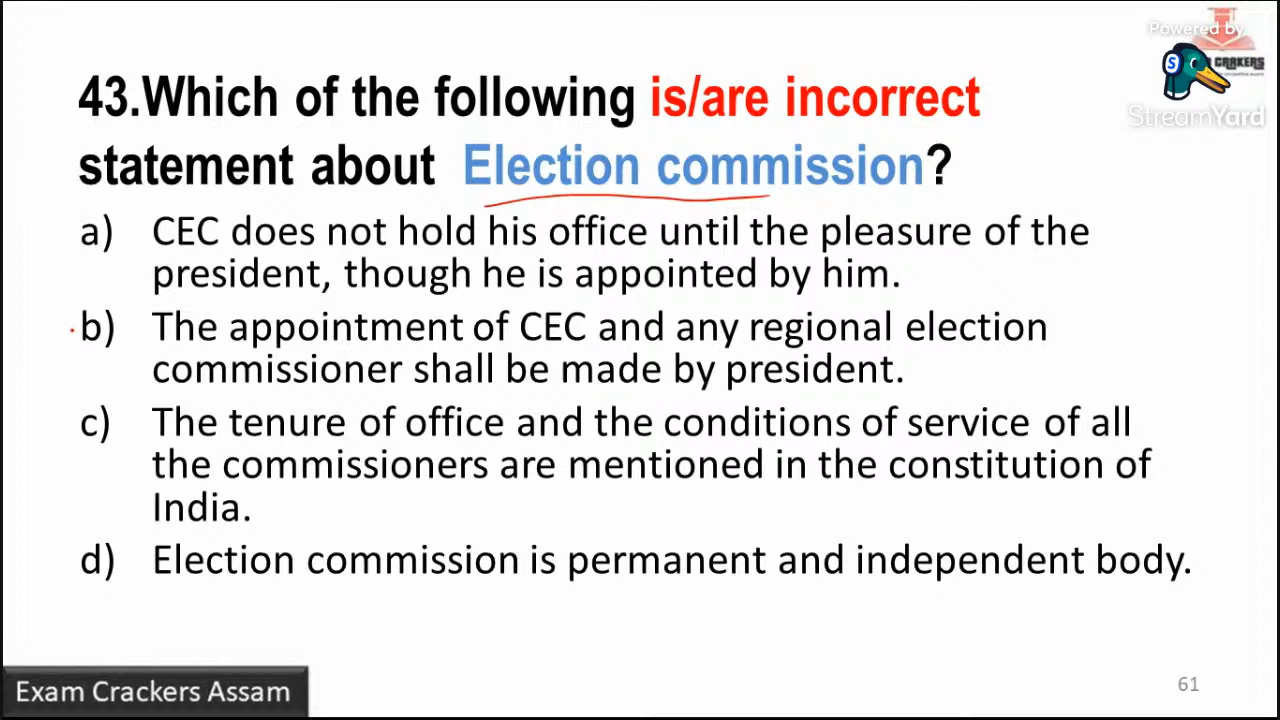 Powered by
CRAKERS
S
StreamYard
43.Which of the following is/are incorrect
statement about Election commission?
a) CEC does not hold his office until the pleasure of the
president, though he is appointed by him.
b) The appointment of CEC and any regional election
commissioner shall be made by president.
c) The tenure of office and the conditions of service of all
the commissioners are mentioned in the constitution of
India.
d) Election commission is permanent and independent body.
Exam Crackers Assam
61